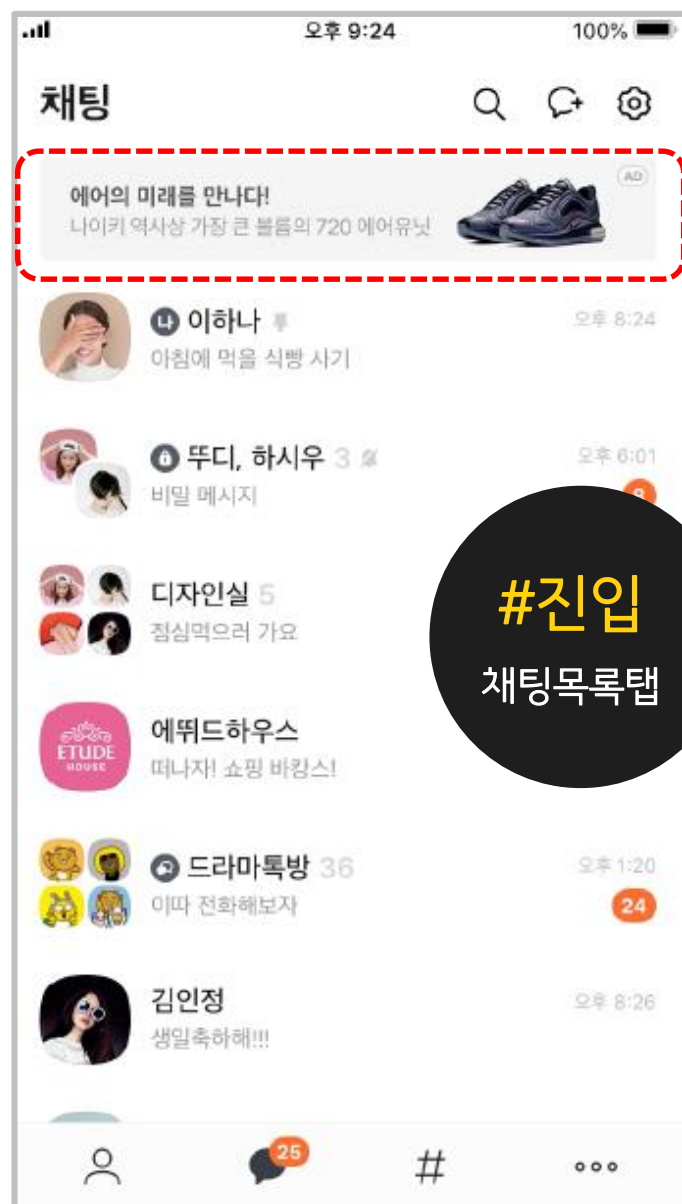 오후 9:24
100%
채팅
에어의 미래를 만나다!
나이키 역사상 가장 큰 볼륨의 720 에어유닛
AD
나 이하나
오후 8:24
아침에 먹을 식빵 사기
뚜디, 하시우 3
오후 6:01
비밀 메시지
디자인실 5
점심먹으러 가요
#진입
채팅목록탭
ETUDE
HOUSE
에뛰드하우스
떠나자! 쇼핑 바캉스!
드라마톡방 36
오후 1:20
이따 전화해보자
24
김인정
오후 8:26
생일축하해!!!
25
#